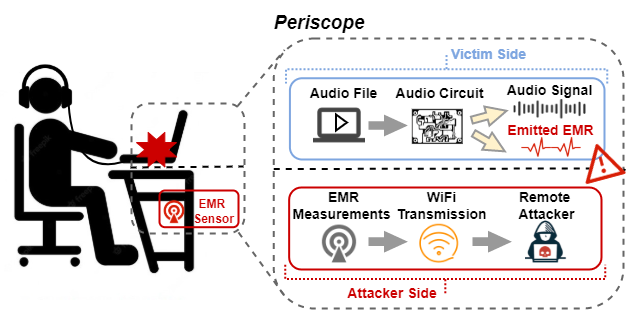 Periscope
Victim Side
Audio File
Audio Circuit
Audio Signal
Emitted EMR
EMR
Sensor
EMR
Measurements
WiFi
Transmission
Remote
Attacker
Attacker Side